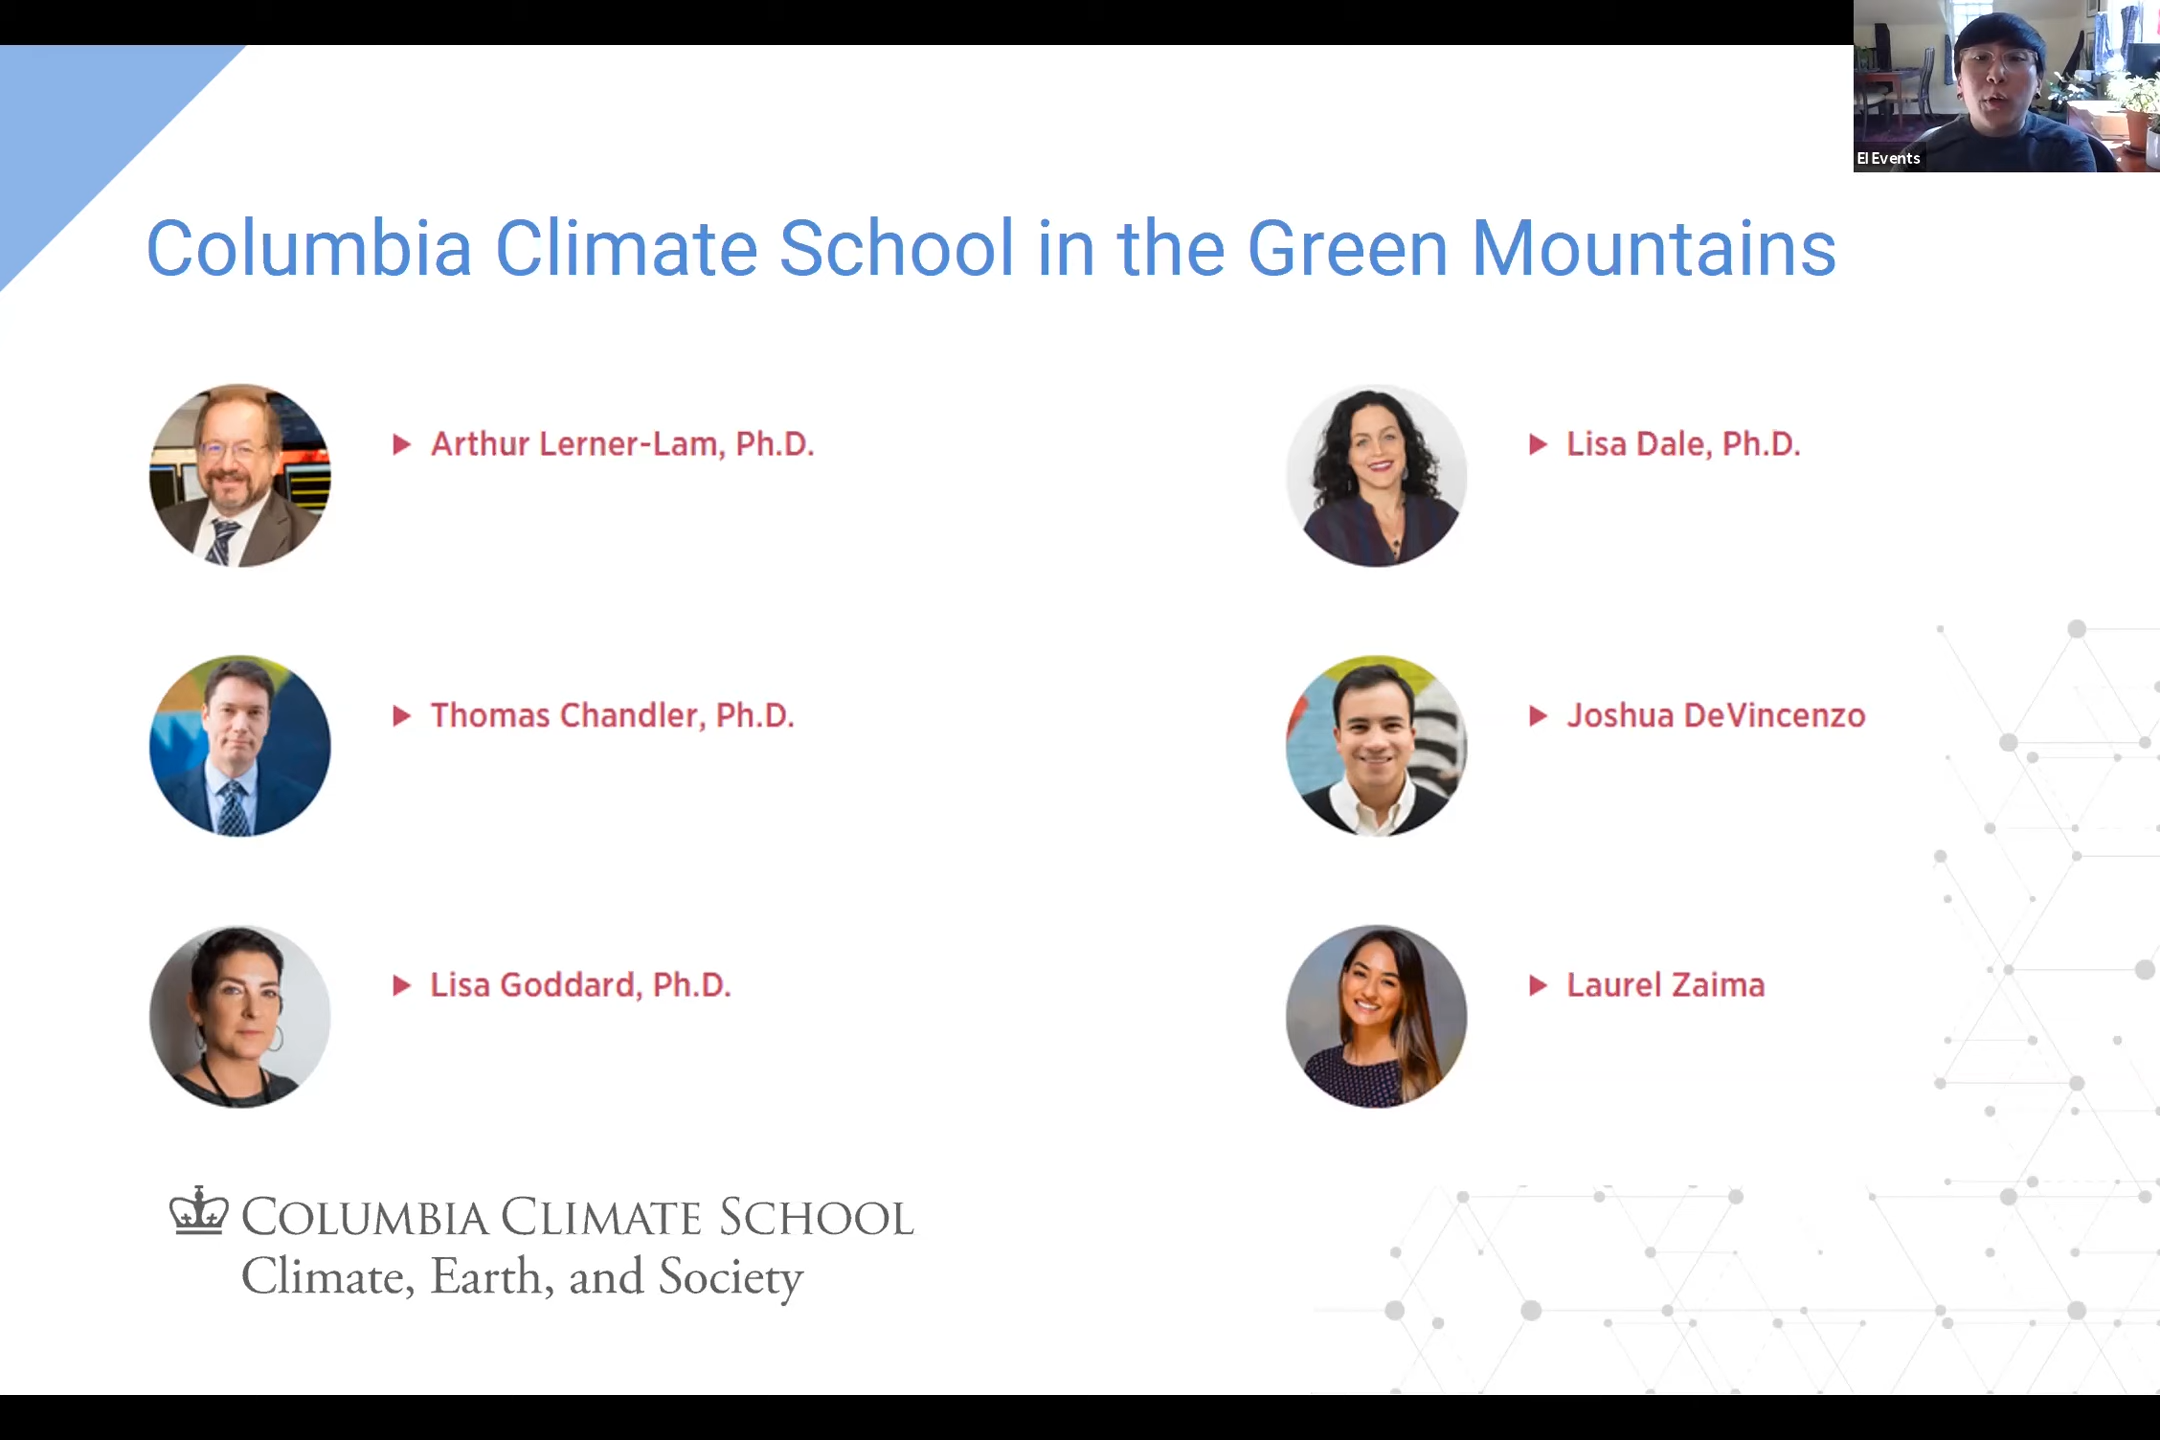 EI Events
Columbia Climate School in the Green Mountains
Arthur Lerner-Lam, Ph.D.
Lisa Dale, Ph.D.
Thomas Chandler, Ph.D.
Joshua DeVincenzo
Lisa Goddard, Ph.D.
Laurel Zaima
COLUMBIA CLIMATE SCHOOL
Climate, Earth, and Society